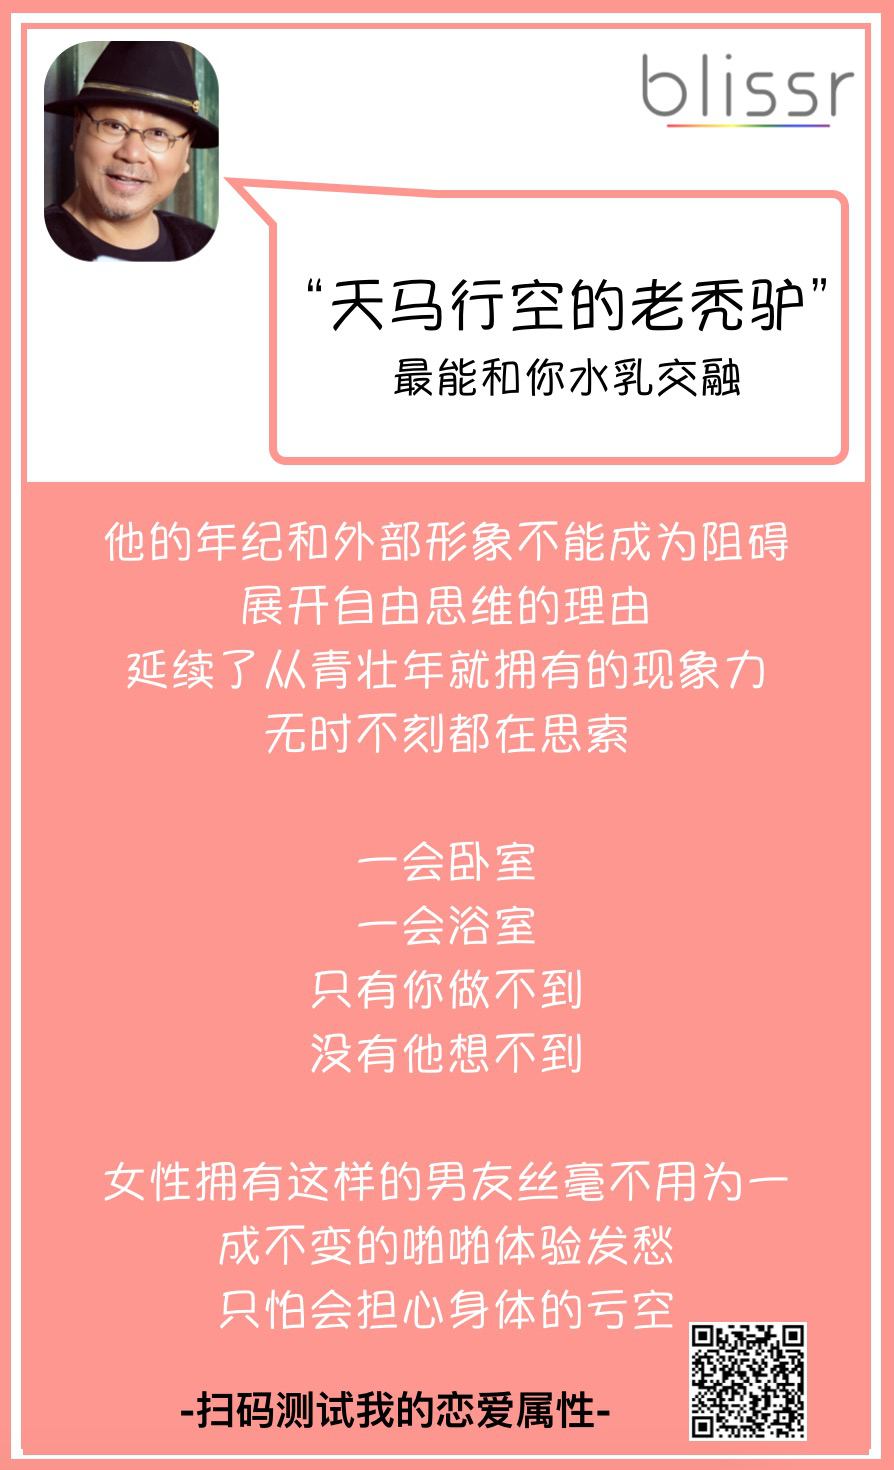 blissr
“天马行空的老秃驴”
最能和你水乳交融
他的年纪和外部形象不能成为阻碍
展开自由思维的理由
延续了从青壮年就拥有的现象力
无时不刻都在思索
一会卧室
一会浴室
只有你做不到
没有他想不到
女性拥有这样的男友丝毫不用为一
成不变的啪啪体验发愁
只怕会担心身体的亏空
-扫码测试我的恋爱属性-